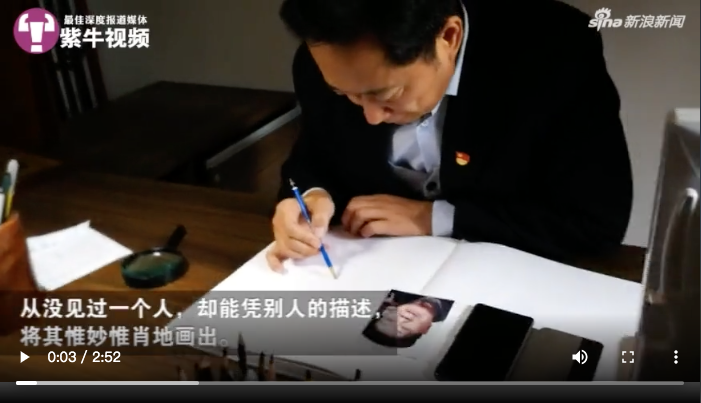 最佳深度报道媒体
紫牛视频
sina新浪新闻
从没见过一个人，却能凭别人的描述，
将其惟妙惟肖地画出。
0:03 / 2:52